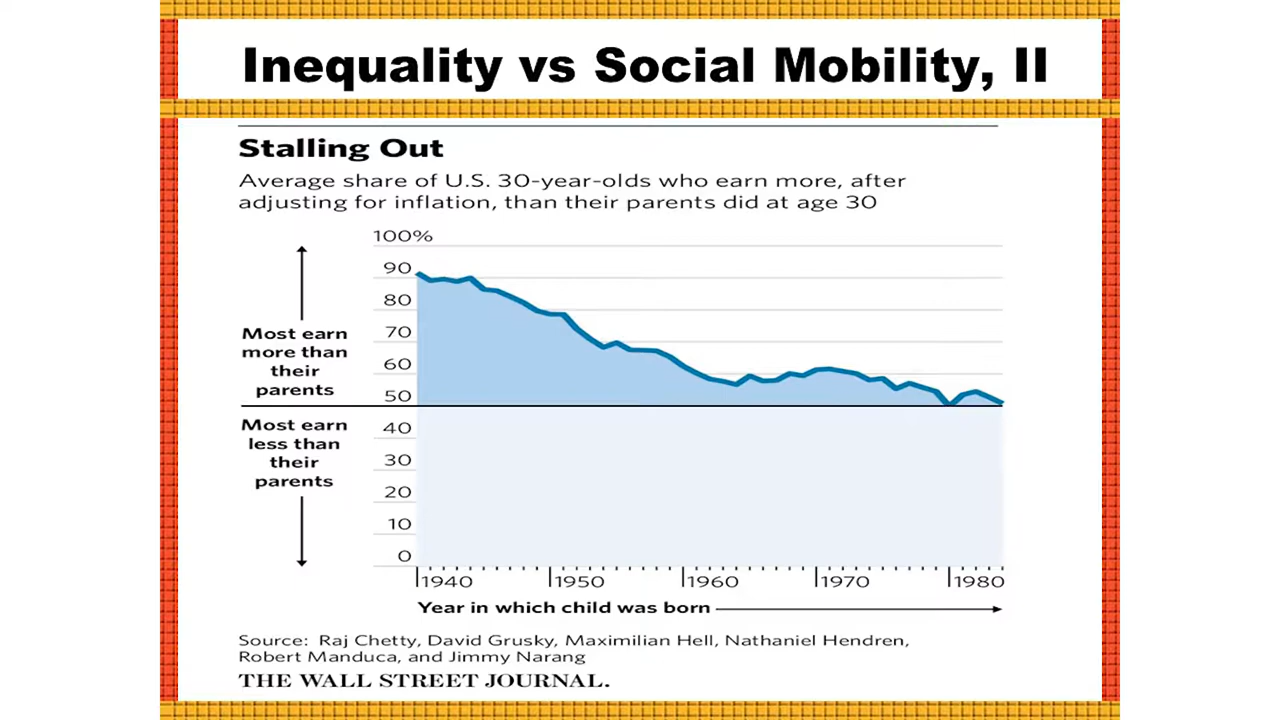 Inequality vs Social Mobility, II
Stalling Out
Average share of U.S. 30-year-olds who earn more, after
adjusting for inflation, than their parents did at age 30
100%
90
80
70
60
50
40
30
20
10
0
Most earn
more than
their
parents
Most earn
less than
their
parents
1940 1950 1960 1970 1980
Year in which child was born
Source: Raj Chetty, David Grusky, Maximilian Hell, Nathaniel Hendren,
Robert Manduca, and Jimmy Narang
THE WALL STREET JOURNAL.